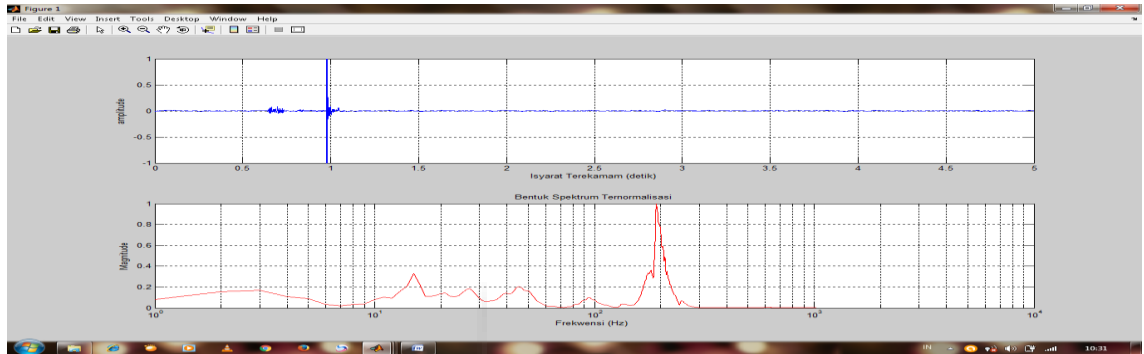 Figure 1
File Edit View Insert Tools Desktop Window Help
1
0.5
0
-0.5
-1
amplitude
0 0.5 1 1.5 2 2.5 3 3.5 4 4.5 5
Isyarat Terekamam (detik)
Bentuk Spektrum Ternormalisasi
1
0.8
0.6
0.4
0.2
0
Magnitude
10^0 10^1 10^2 10^3 10^4
Frekwensi (Hz)
IN 10:31